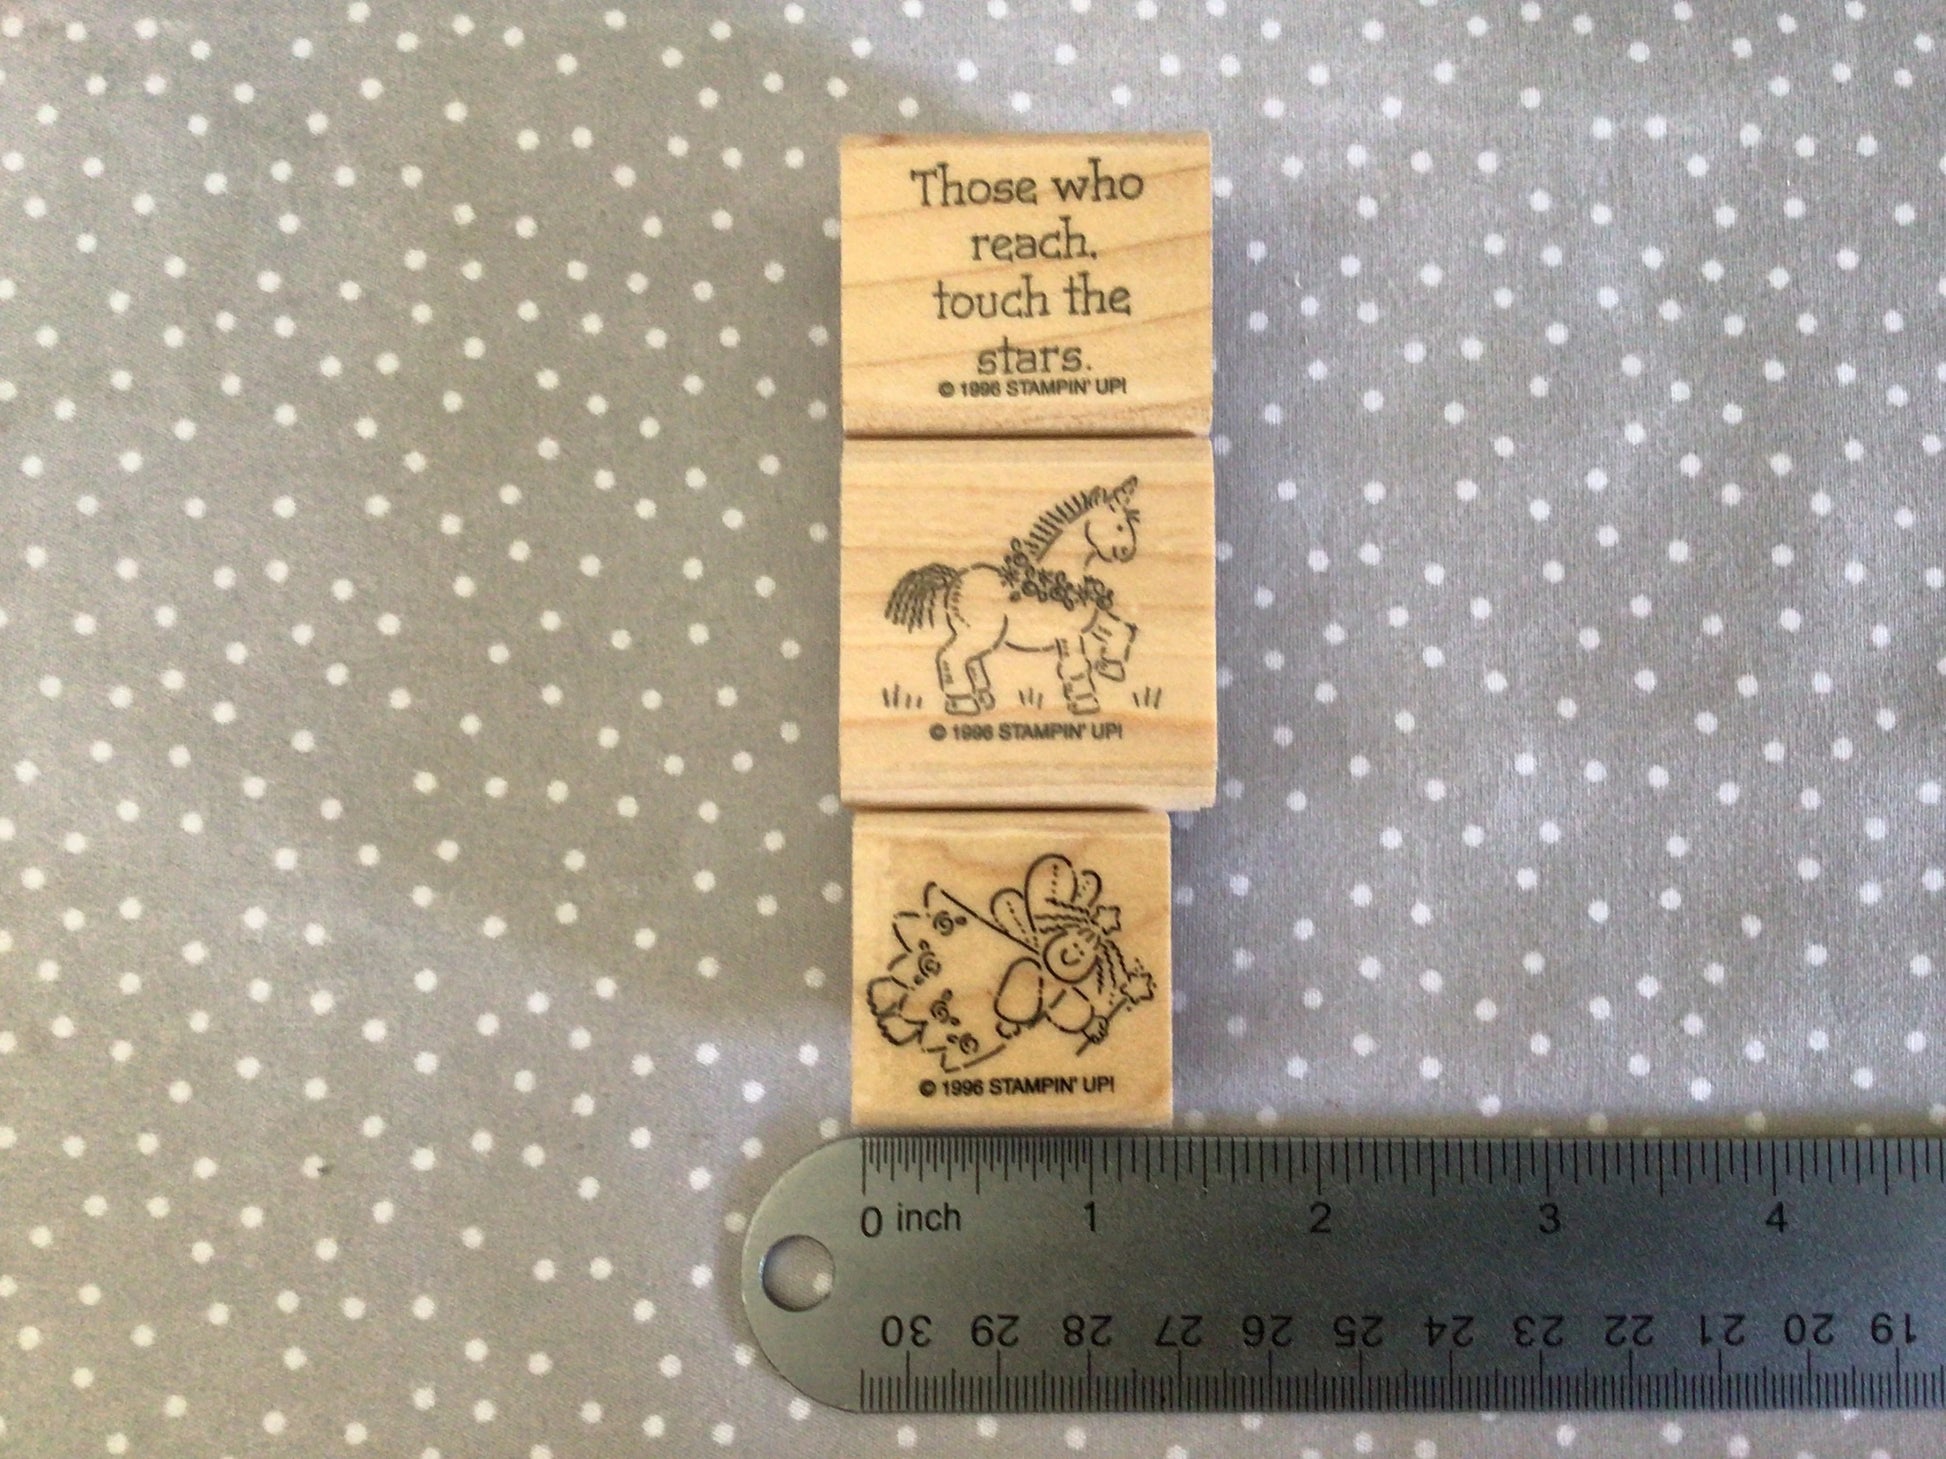 Those who
reach,
touch the
stars.
© 1996 STAMPIN' UP!
© 1996 STAMPIN' UP!
© 1996 STAMPIN' UP!
0 inch 1 2 3 4
30 29 28 27 26 25 24 23 22 21 20 19